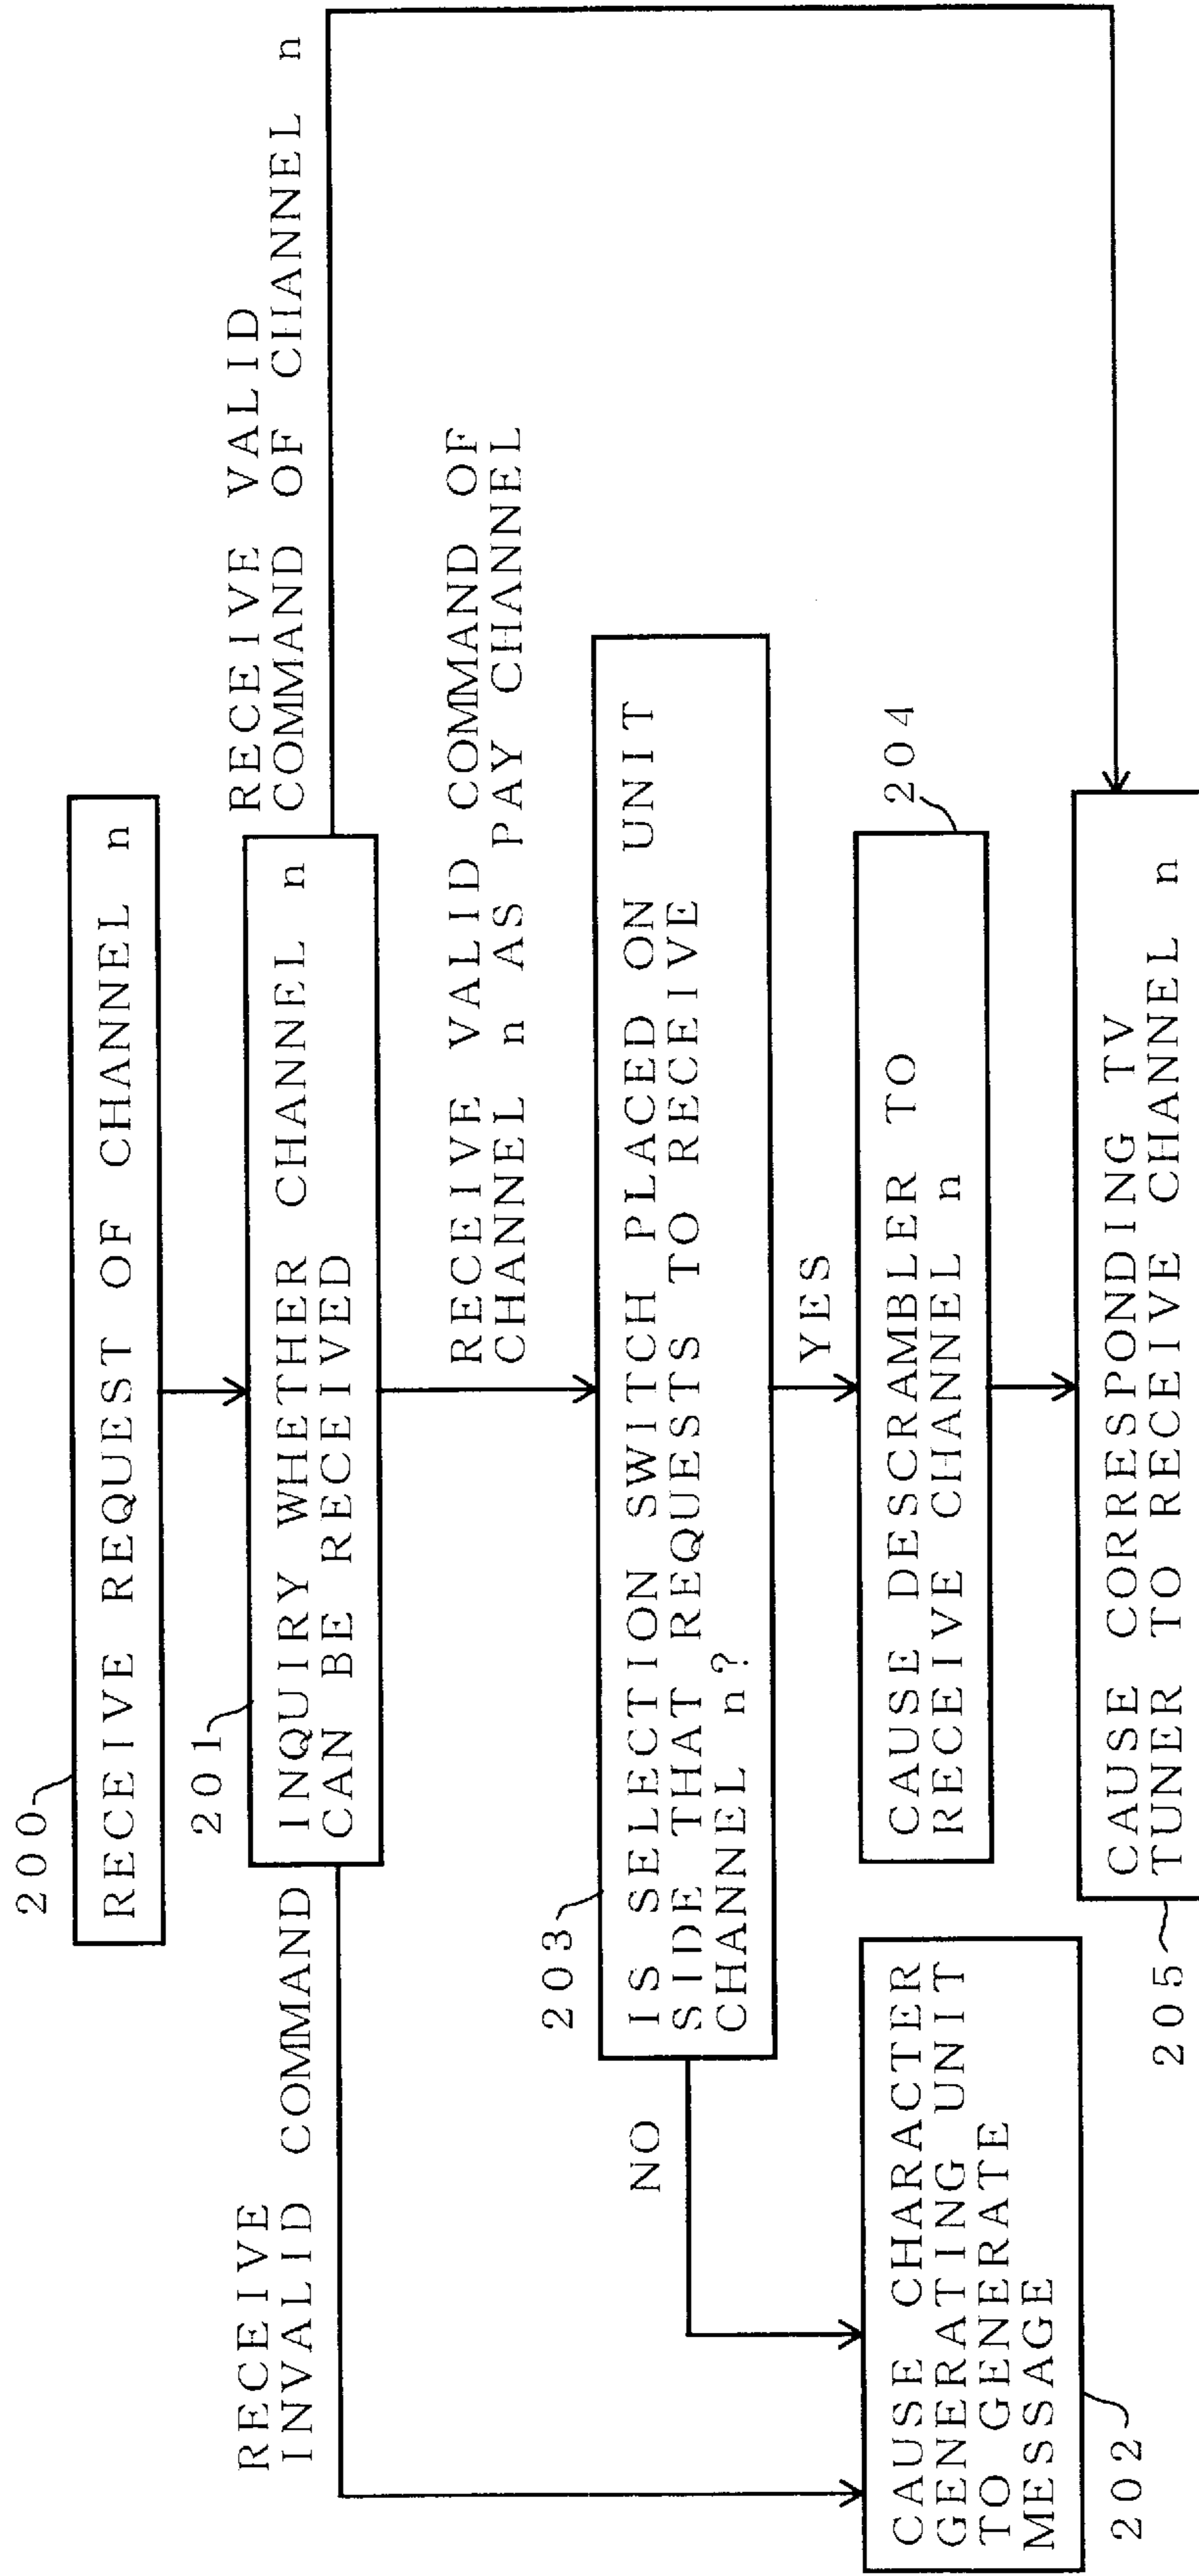 200
RECEIVE REQUEST OF CHANNEL n
201
INQUIRY WHETHER CHANNEL n
CAN BE RECEIVED
RECEIVE
INVALID COMMAND
RECEIVE VALID
COMMAND OF CHANNEL n
RECEIVE VALID COMMAND OF
CHANNEL n AS PAY CHANNEL
203
IS SELECTION SWITCH PLACED ON UNIT
SIDE THAT REQUESTS TO RECEIVE
CHANNEL n?
NO
YES
CAUSE CHARACTER
GENERATING UNIT
TO GENERATE
MESSAGE
202
204
CAUSE DESCRAMBLER TO
RECEIVE CHANNEL n
CAUSE CORRESPONDING TV
TUNER TO RECEIVE CHANNEL n
205